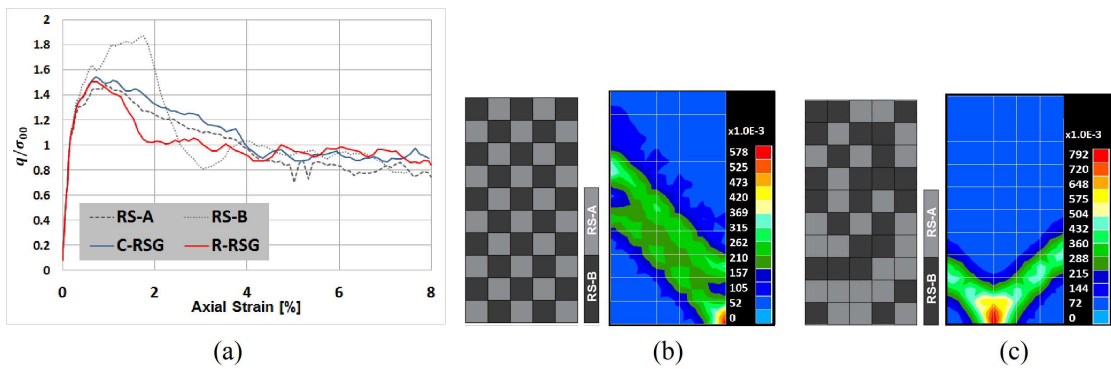 2
1.8
1.6
1.4
1.2
1
0.8
0.6
0.4
0.2
0
q/σ00
RS-A RS-B
C-RSG R-RSG
0 2 4 6 8
Axial Strain [%]
(a)
RS-A
RS-B
x1.0E-3
578
525
473
420
369
315
262
210
157
105
52
0
(b)
RS-A
RS-B
x1.0E-3
792
720
648
575
504
432
360
288
215
144
72
0
(c)